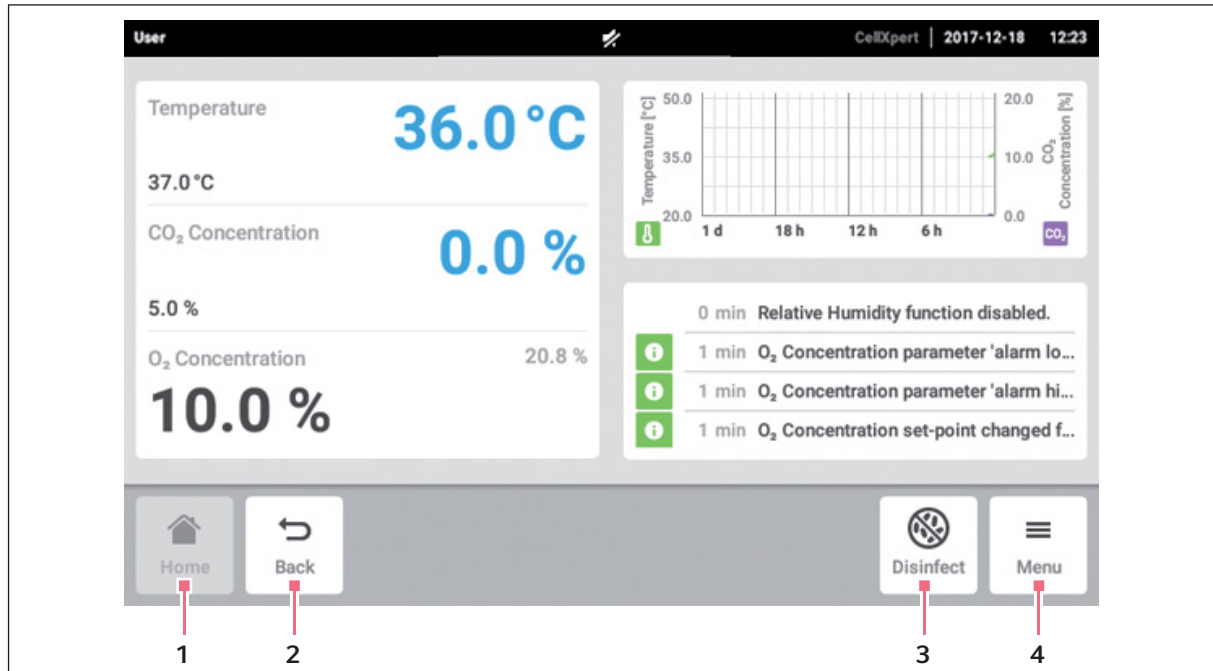 User
CellXpert | 2017-12-18 12:23
Temperature
36.0°C
37.0°C
CO₂ Concentration
0.0 %
5.0 %
O₂ Concentration
20.8 %
10.0 %
Temperature [°C]
50.0
35.0
20.0
1 d 18 h 12 h 6 h
20.0
10.0
0.0
CO₂
Concentration [%]
CO₂
0 min Relative Humidity function disabled.
1 min O₂ Concentration parameter 'alarm lo...
1 min O₂ Concentration parameter 'alarm hi...
1 min O₂ Concentration set-point changed f...
Home
Back
Disinfect
Menu
1 2 3 4